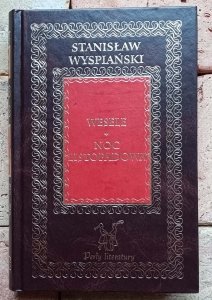 STANISŁAW
WYSPIAŃSKI
WESELE
NOC
LISTOPADOWA
Perły literatury